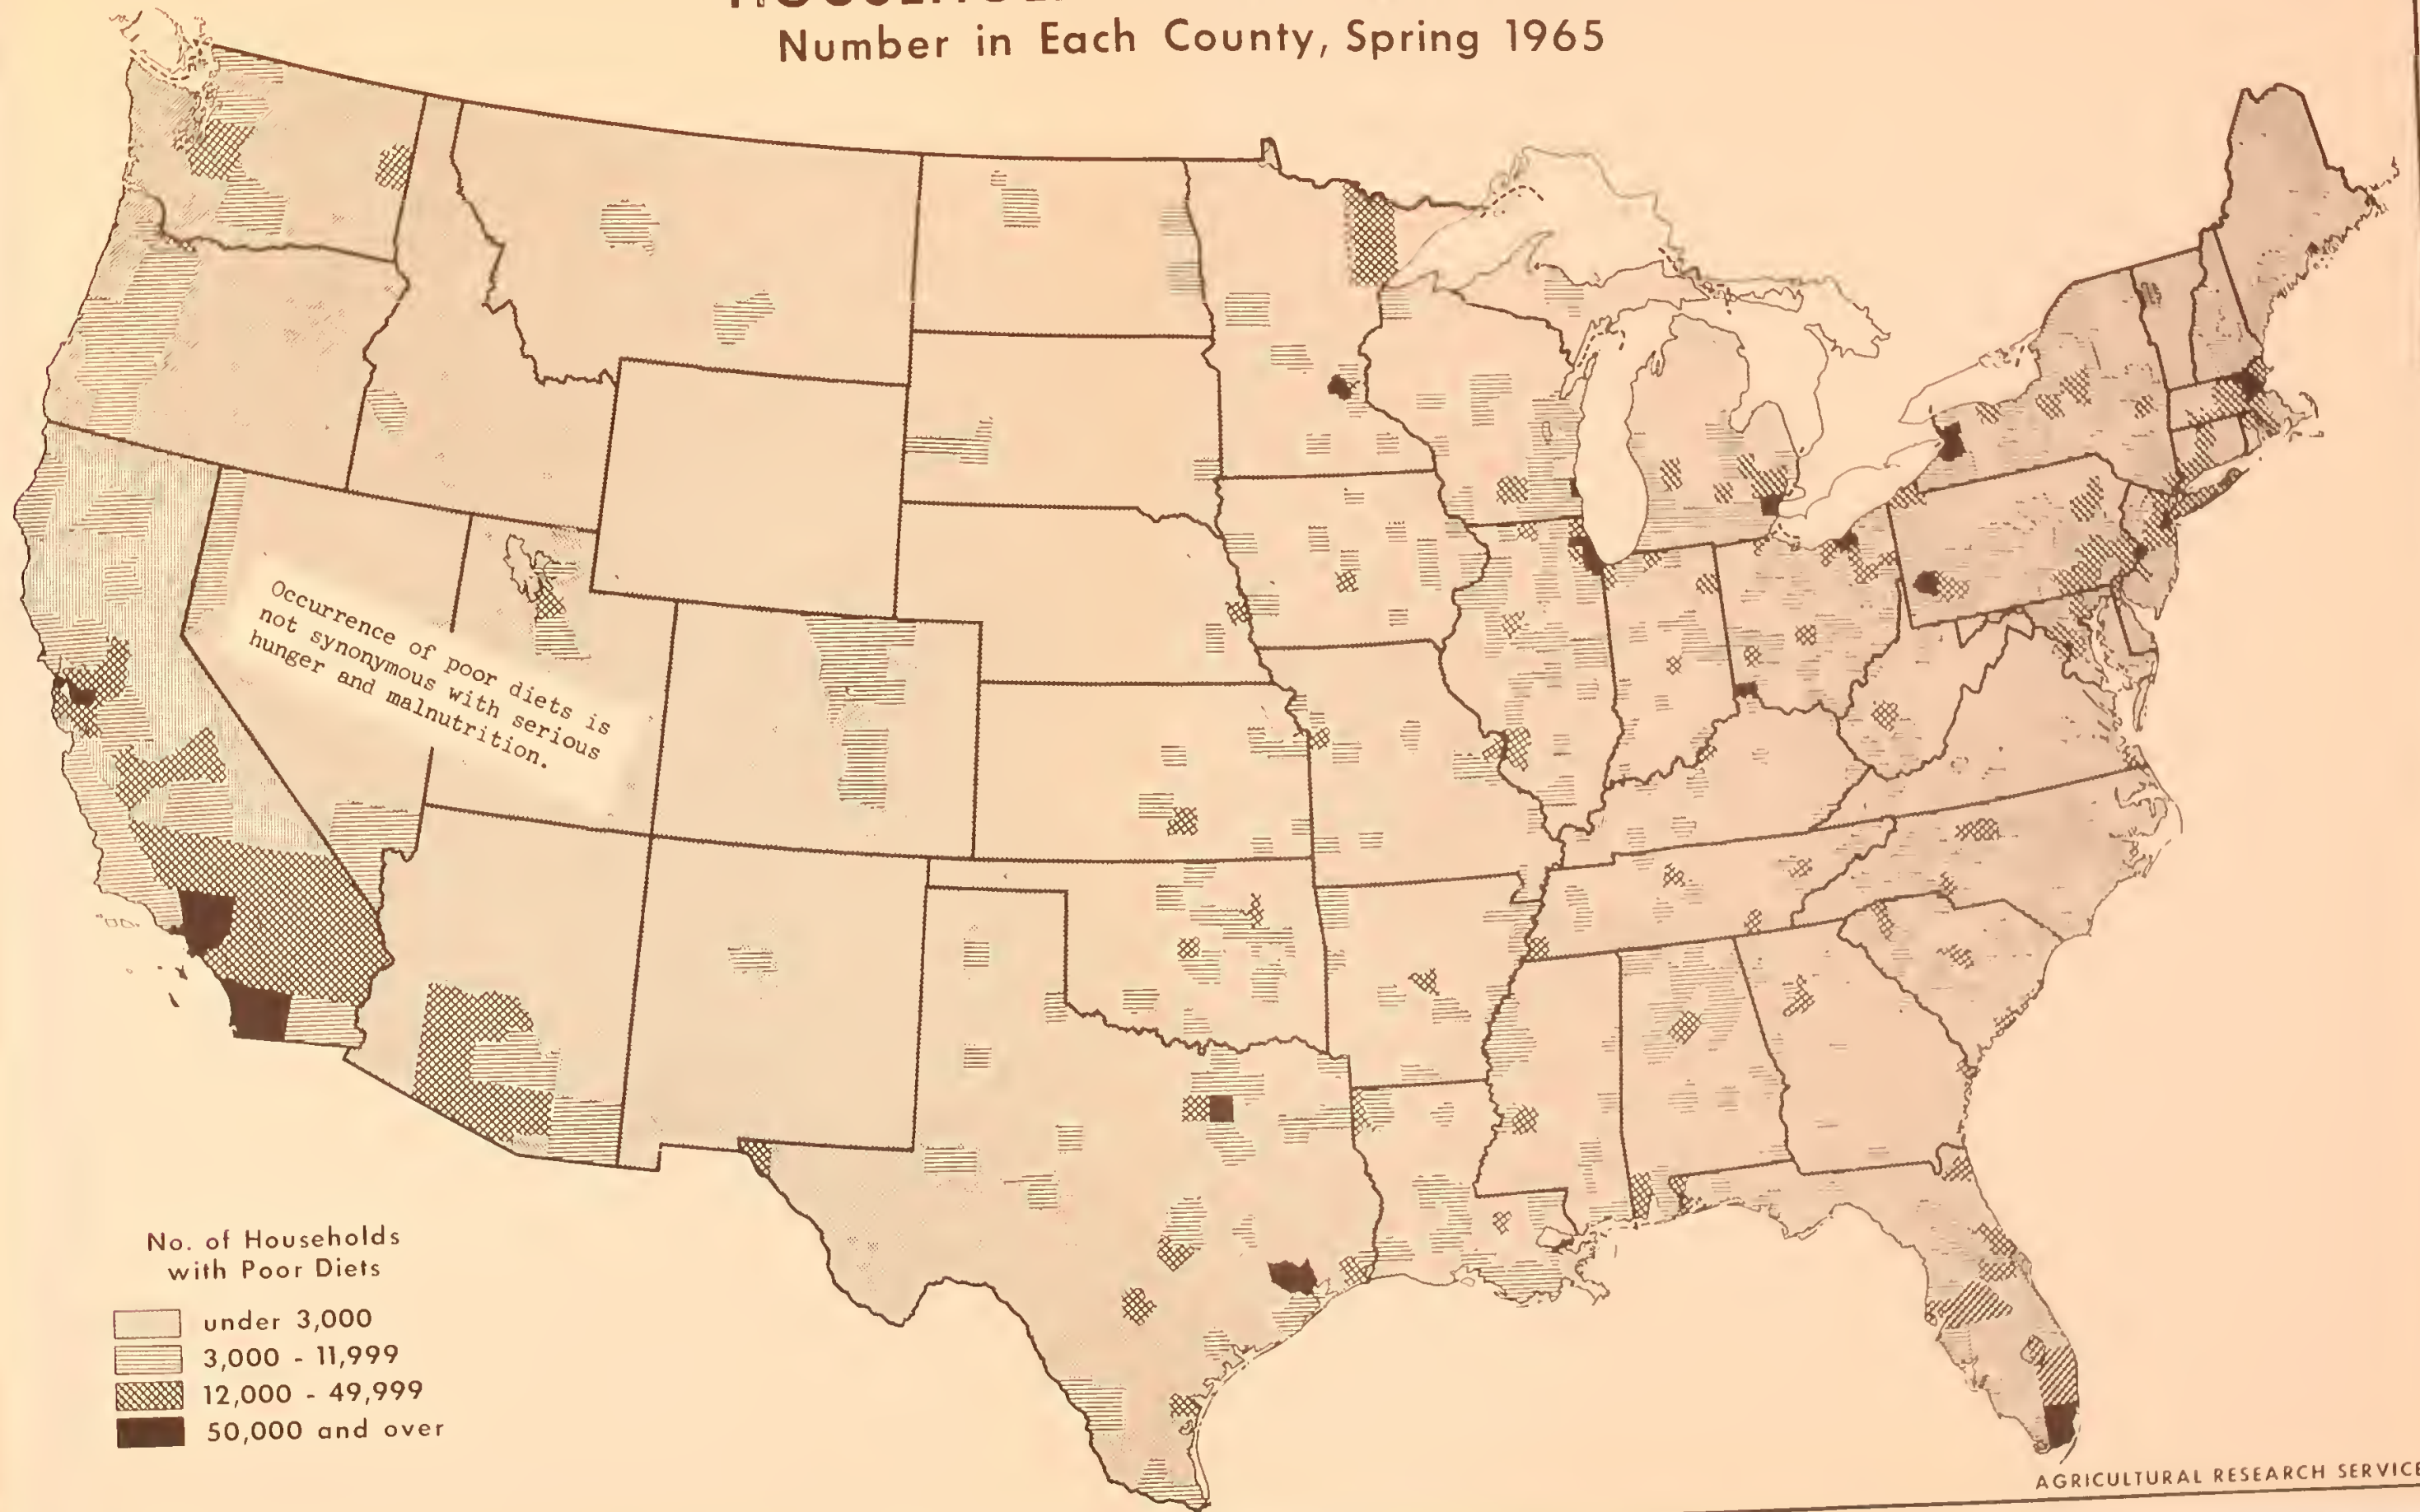 Number in Each County, Spring 1965
Occurrence of poor diets is
not synonymous with serious
hunger and malnutrition.
No. of Households
with Poor Diets
under 3,000
3,000 - 11,999
12,000 - 49,999
50,000 and over
AGRICULTURAL RESEARCH SERVICE